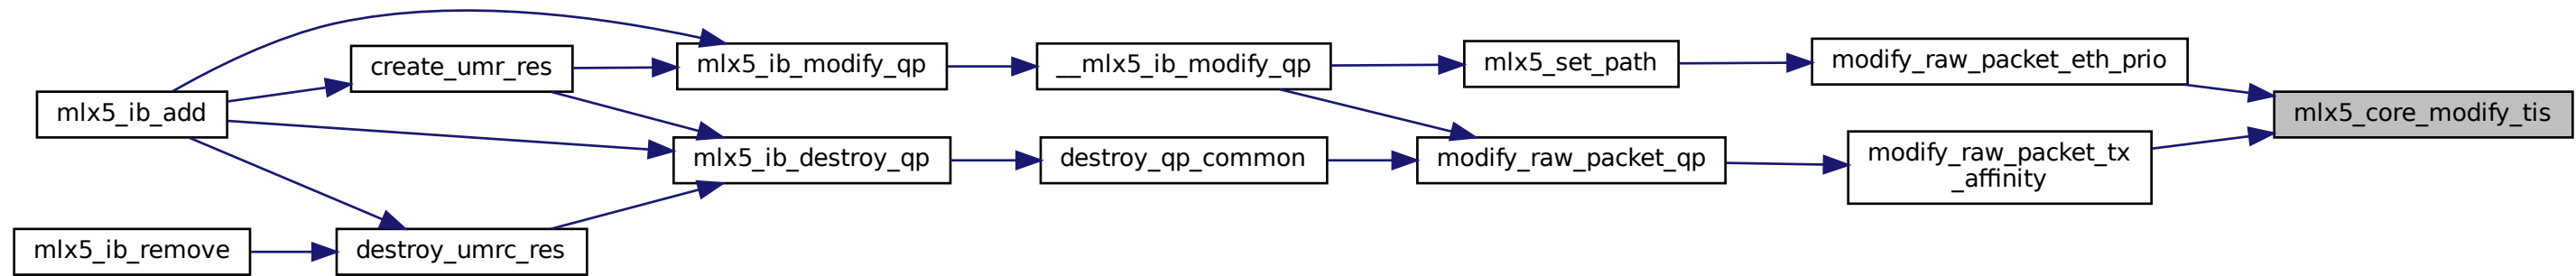 mlx5_ib_add
create_umr_res
mlx5_ib_modify_qp
__mlx5_ib_modify_qp
mlx5_set_path
modify_raw_packet_eth_prio
mlx5_core_modify_tis
mlx5_ib_destroy_qp
destroy_qp_common
modify_raw_packet_qp
modify_raw_packet_tx
_affinity
mlx5_ib_remove
destroy_umrc_res